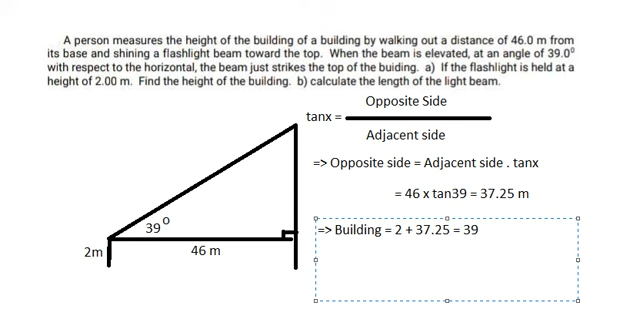 A person measures the height of the building of a building by walking out a distance of 46.0 m from
its base and shining a flashlight beam toward the top. When the beam is elevated, at an angle of 39.0⁰
with respect to the horizontal, the beam just strikes the top of the buiding. a) If the flashlight is held at a
height of 2.00 m. Find the height of the building. b) calculate the length of the light beam.
Opposite Side
tanx =
Adjacent side
=> Opposite side = Adjacent side . tanx
= 46 x tan39 = 37.25 m
39 o
=> Building = 2 + 37.25 = 39
2m
46 m